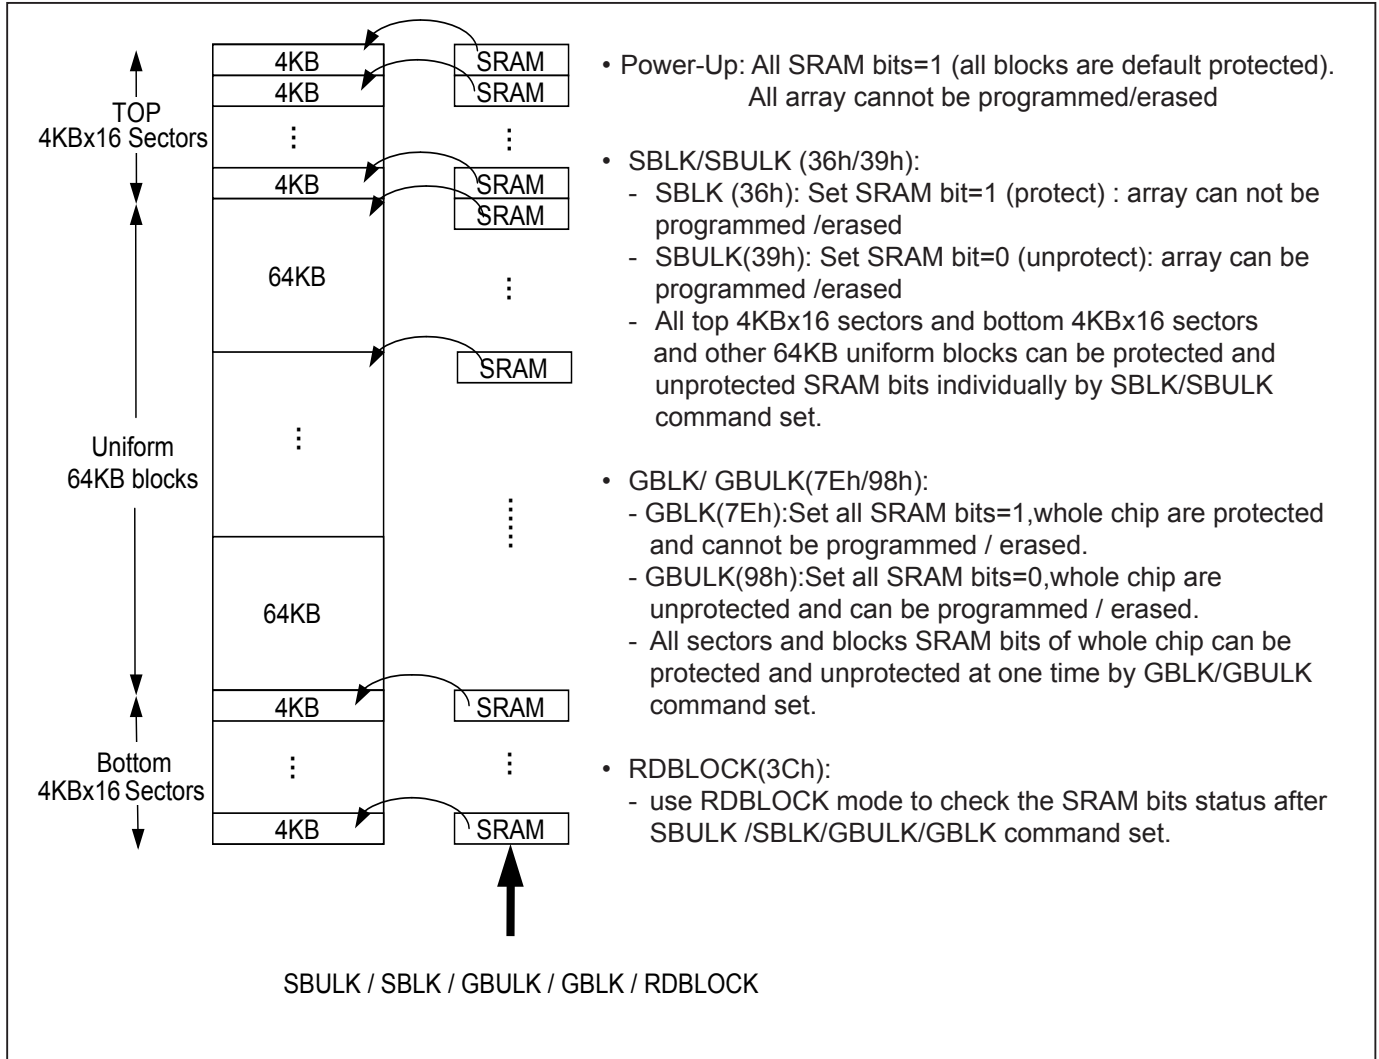 4KB
SRAM
4KB
SRAM
TOP
4KBx16 Sectors
4KB
SRAM
SRAM
64KB
SRAM
Uniform
64KB blocks
64KB
4KB
SRAM
Bottom
4KBx16 Sectors
4KB
SRAM
SBULK / SBLK / GBULK / GBLK / RDBLOCK
• Power-Up: All SRAM bits=1 (all blocks are default protected).
All array cannot be programmed/erased
• SBLK/SBULK (36h/39h):
- SBLK (36h): Set SRAM bit=1 (protect) : array can not be
programmed /erased
- SBULK(39h): Set SRAM bit=0 (unprotect): array can be
programmed /erased
- All top 4KBx16 sectors and bottom 4KBx16 sectors
and other 64KB uniform blocks can be protected and
unprotected SRAM bits individually by SBLK/SBULK
command set.
• GBLK/ GBULK(7Eh/98h):
- GBLK(7Eh):Set all SRAM bits=1,whole chip are protected
and cannot be programmed / erased.
- GBULK(98h):Set all SRAM bits=0,whole chip are
unprotected and can be programmed / erased.
- All sectors and blocks SRAM bits of whole chip can be
protected and unprotected at one time by GBLK/GBULK
command set.
• RDBLOCK(3Ch):
- use RDBLOCK mode to check the SRAM bits status after
SBULK /SBLK/GBULK/GBLK command set.